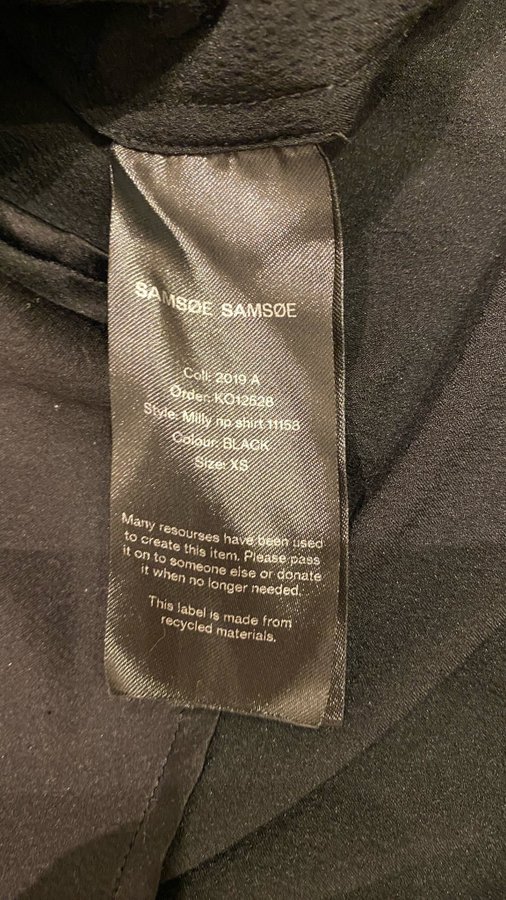 SAMSØE SAMSØE
Coll: 2019 A
Order: KO12528
Style: Milly np shirt 11158
Colour: BLACK
Size: XS
Many resourses have been used
to create this item. Please pass
it on to someone else or donate
it when no longer needed.
This label is made from
recycled materials.